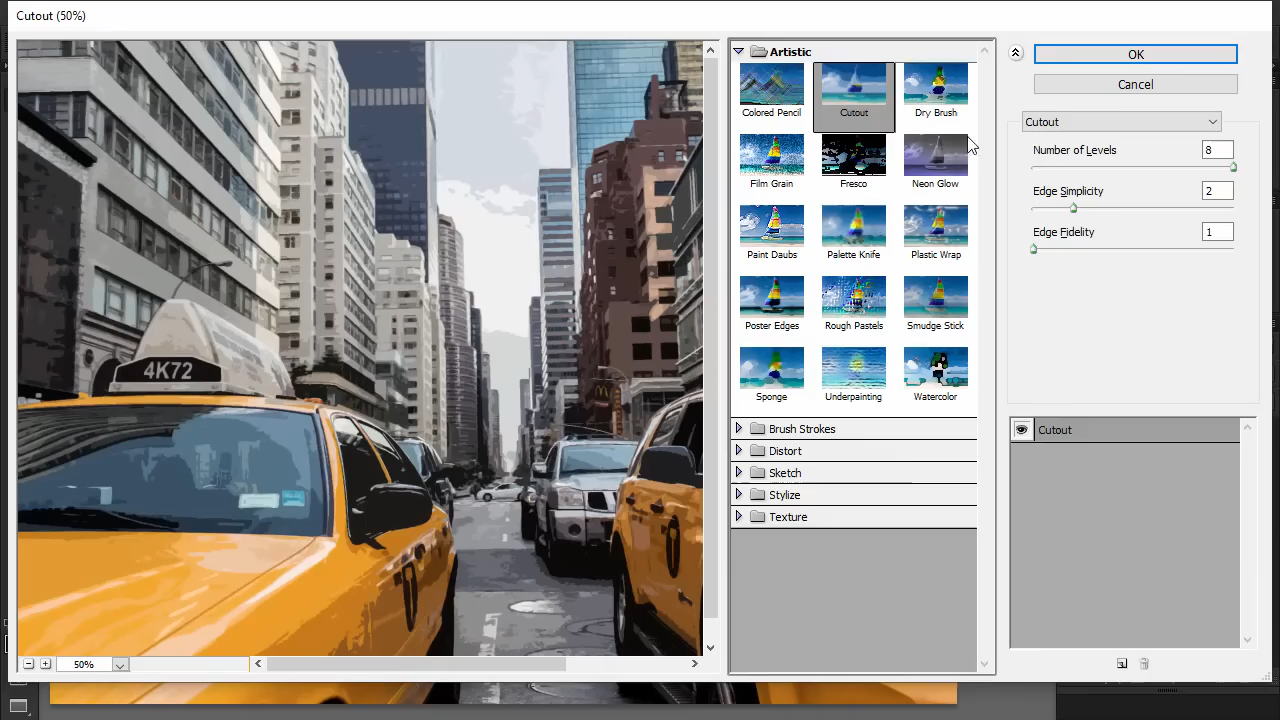 Cutout (50%)
4K72
50%
Artistic
Colored Pencil
Cutout
Dry Brush
Film Grain
Fresco
Neon Glow
Paint Daubs
Palette Knife
Plastic Wrap
Poster Edges
Rough Pastels
Smudge Stick
Sponge
Underpainting
Watercolor
Brush Strokes
Distort
Sketch
Stylize
Texture
OK
Cancel
Cutout
Number of Levels
8
Edge Simplicity
2
Edge Fidelity
1
Cutout